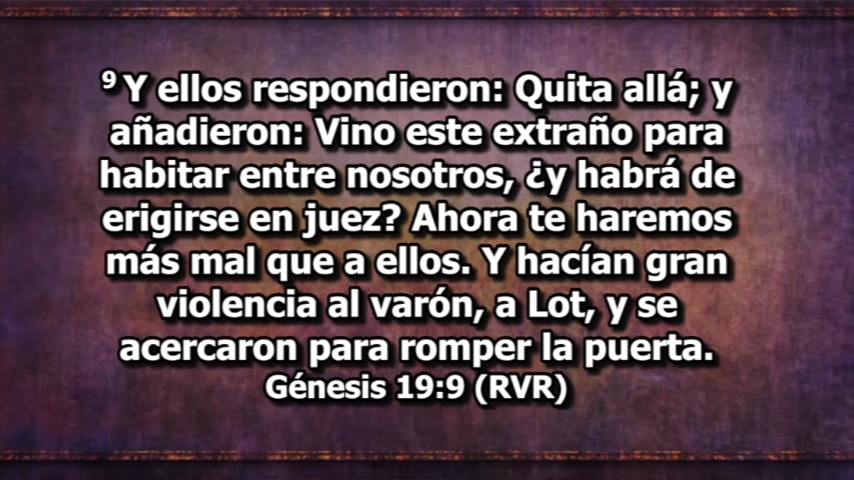 9 Y ellos respondieron: Quita allá; y
añadieron: Vino este extraño para
habitar entre nosotros, ¿y habrá de
erigirse en juez? Ahora te haremos
más mal que a ellos. Y hacían gran
violencia al varón, a Lot, y se
acercaron para romper la puerta.
Génesis 19:9 (RVR)